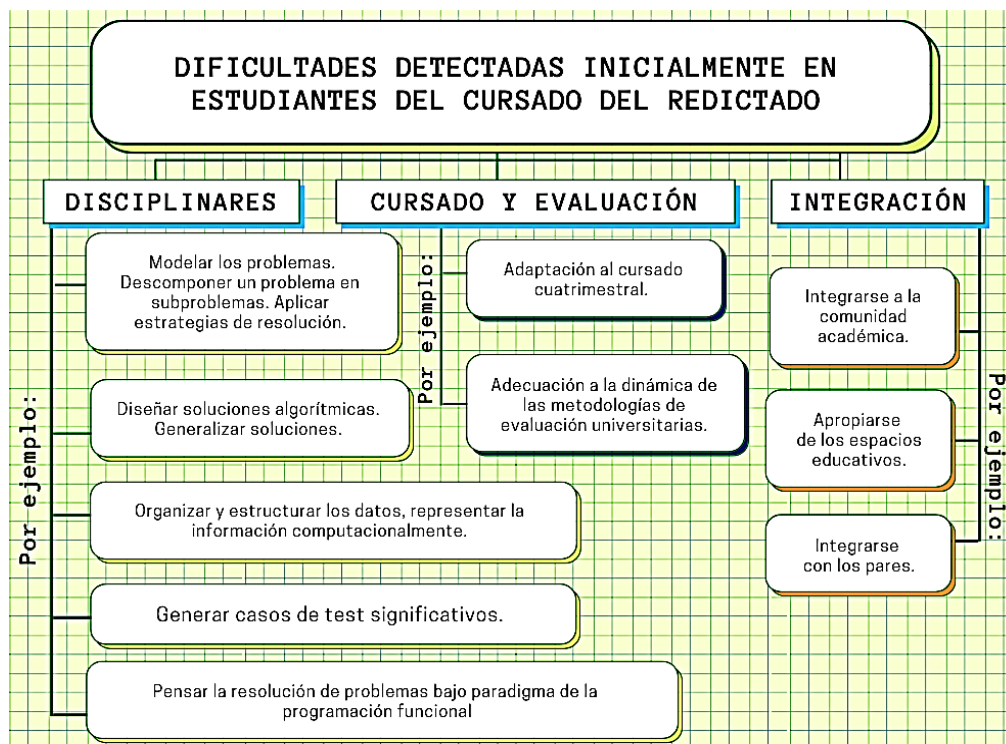 DIFICULTADES DETECTADAS INICIALMENTE EN
ESTUDIANTES DEL CURSADO DEL REDICTADO
DISCIPLINARES
Por ejemplo:
Modelar los problemas.
Descomponer un problema en
subproblemas. Aplicar
estrategias de resolución.
Diseñar soluciones algorítmicas.
Generalizar soluciones.
Organizar y estructurar los datos, representar la
información computacionalmente.
Generar casos de test significativos.
Pensar la resolución de problemas bajo paradigma de la
programación funcional
CURSADO Y EVALUACIÓN
Por ejemplo:
Adaptación al cursado
cuatrimestral.
Adecuación a la dinámica de
las metodologías de
evaluación universitarias.
INTEGRACIÓN
Por ejemplo:
Integrarse a la
comunidad
académica.
Apropiarse
de los espacios
educativos.
Integrarse
con los pares.